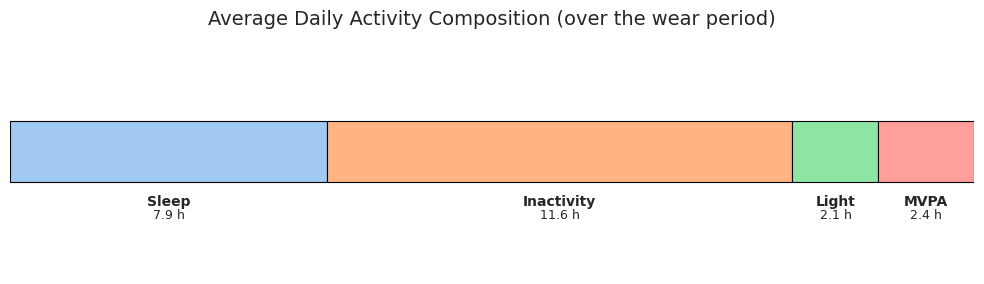 Average Daily Activity Composition (over the wear period)
Sleep
7.9 h
Inactivity
11.6 h
Light
2.1 h
MVPA
2.4 h